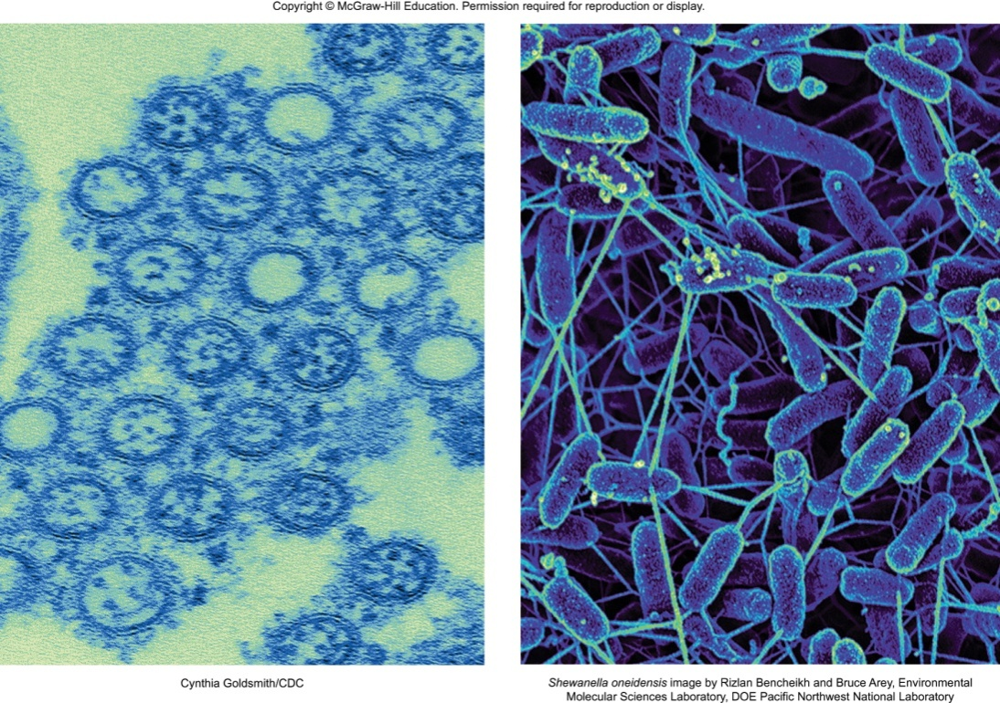 Copyright © McGraw-Hill Education. Permission required for reproduction or display.
Cynthia Goldsmith/CDC
Shewanella oneidensis image by Rizlan Bencheikh and Bruce Arey, Environmental
Molecular Sciences Laboratory, DOE Pacific Northwest National Laboratory